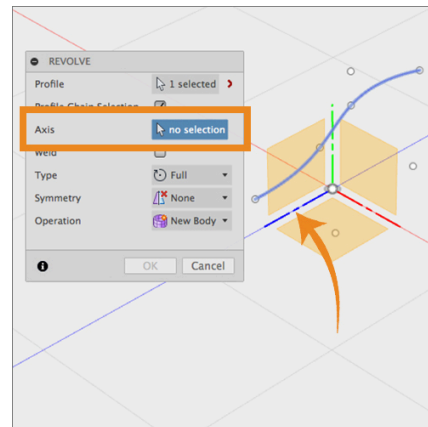 REVOLVE
Profile 1 selected
Profile Chain Selection
Axis no selection
Weld
Type Full
Symmetry None
Operation New Body
OK Cancel